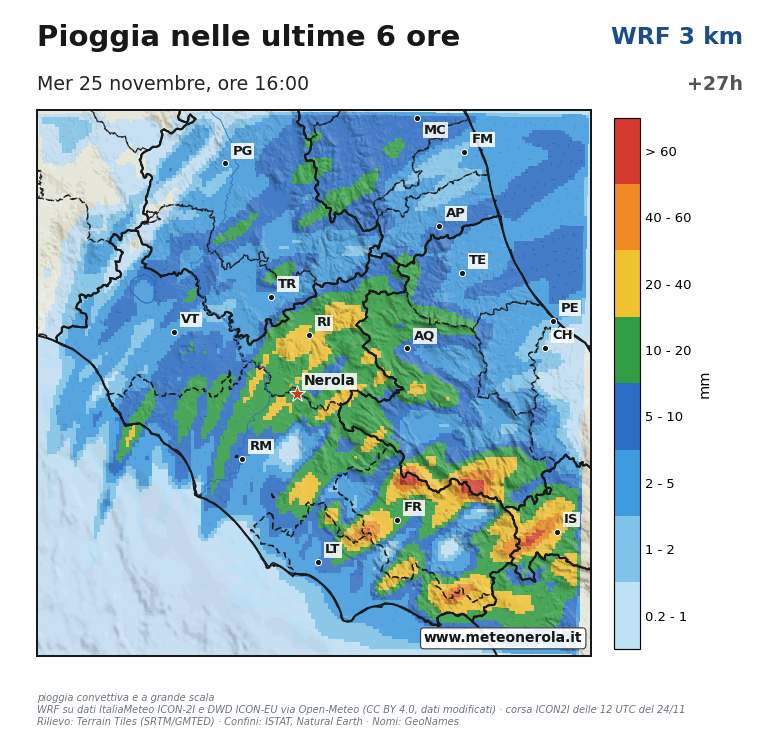 Pioggia nelle ultime 6 ore
WRF 3 km
Mer 25 novembre, ore 16:00
+27h
MC
FM
PG
AP
TE
TR
PE
VT
RI
AQ
CH
Nerola
RM
FR
IS
LT
www.meteonerola.it
> 60
40 - 60
20 - 40
10 - 20
5 - 10
2 - 5
1 - 2
0.2 - 1
mm
pioggia convettiva e a grande scala
WRF su dati ItaliaMeteo ICON-2I e DWD ICON-EU via Open-Meteo (CC BY 4.0, dati modificati) · corsa ICON2I delle 12 UTC del 24/11
Rilievo: Terrain Tiles (SRTM/GMTED) · Confini: ISTAT, Natural Earth · Nomi: GeoNames